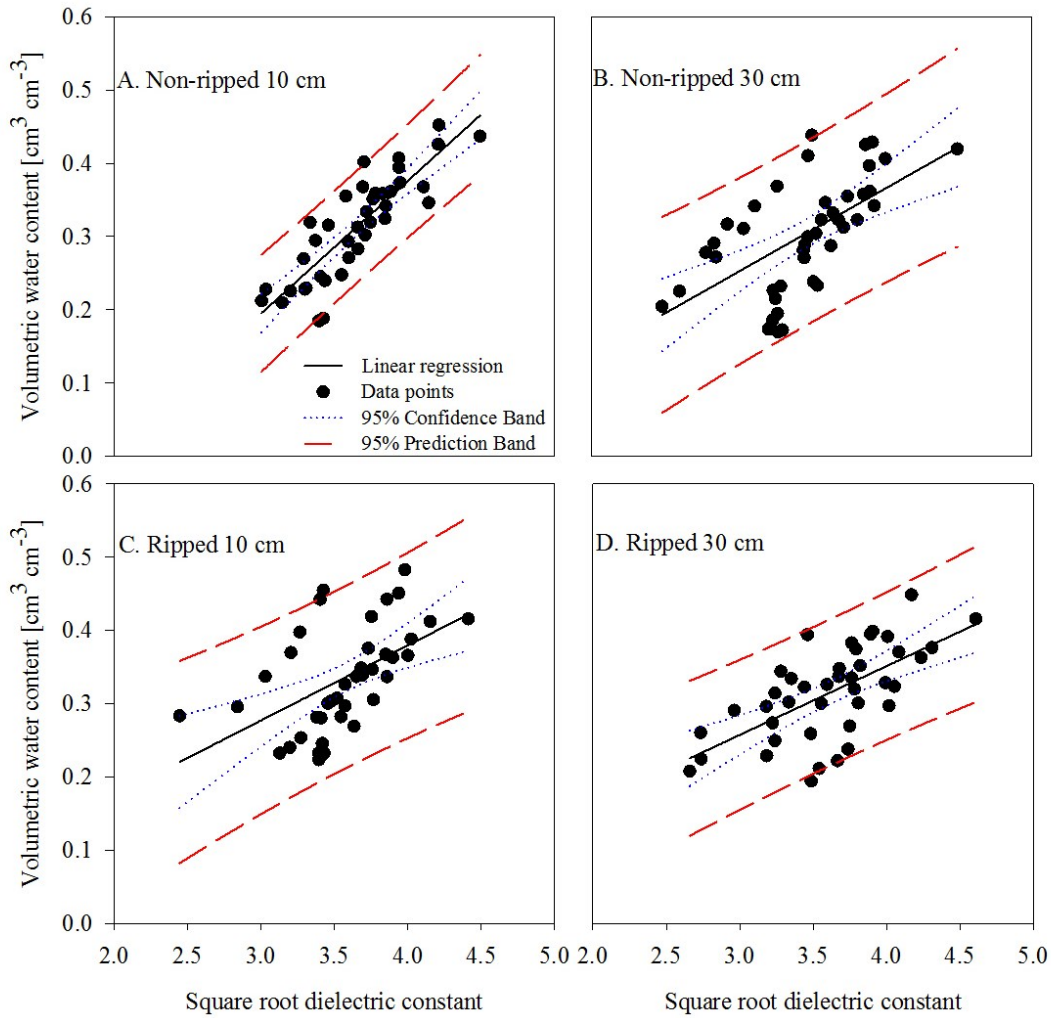 0.6
0.5
0.4
0.3
0.2
0.1
0.0
Volumetric water content [cm³ cm⁻³]
A. Non-ripped 10 cm
Linear regression
Data points
95% Confidence Band
95% Prediction Band
B. Non-ripped 30 cm
0.6
0.5
0.4
0.3
0.2
0.1
0.0
Volumetric water content [cm³ cm⁻³]
C. Ripped 10 cm
D. Ripped 30 cm
2.0 2.5 3.0 3.5 4.0 4.5 5.0
2.0 2.5 3.0 3.5 4.0 4.5 5.0
Square root dielectric constant
Square root dielectric constant